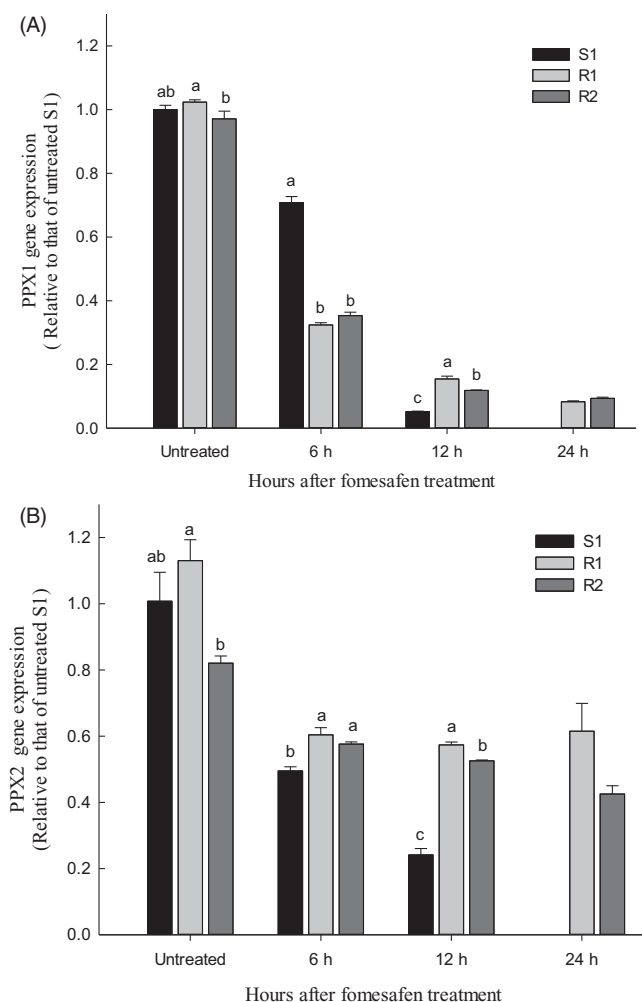 (A)
1.2
1.0
0.8
0.6
0.4
0.2
0.0
PPX1 gene expression
( Relative to that of untreated S1)
S1
R1
R2
ab
a
b
a
b
b
c
a
b
Untreated
6 h
12 h
24 h
Hours after fomesafen treatment
(B)
1.2
1.0
0.8
0.6
0.4
0.2
0.0
PPX2 gene expression
(Relative to that of untreated S1)
S1
R1
R2
ab
a
b
b
a
a
c
a
b
Untreated
6 h
12 h
24 h
Hours after fomesafen treatment